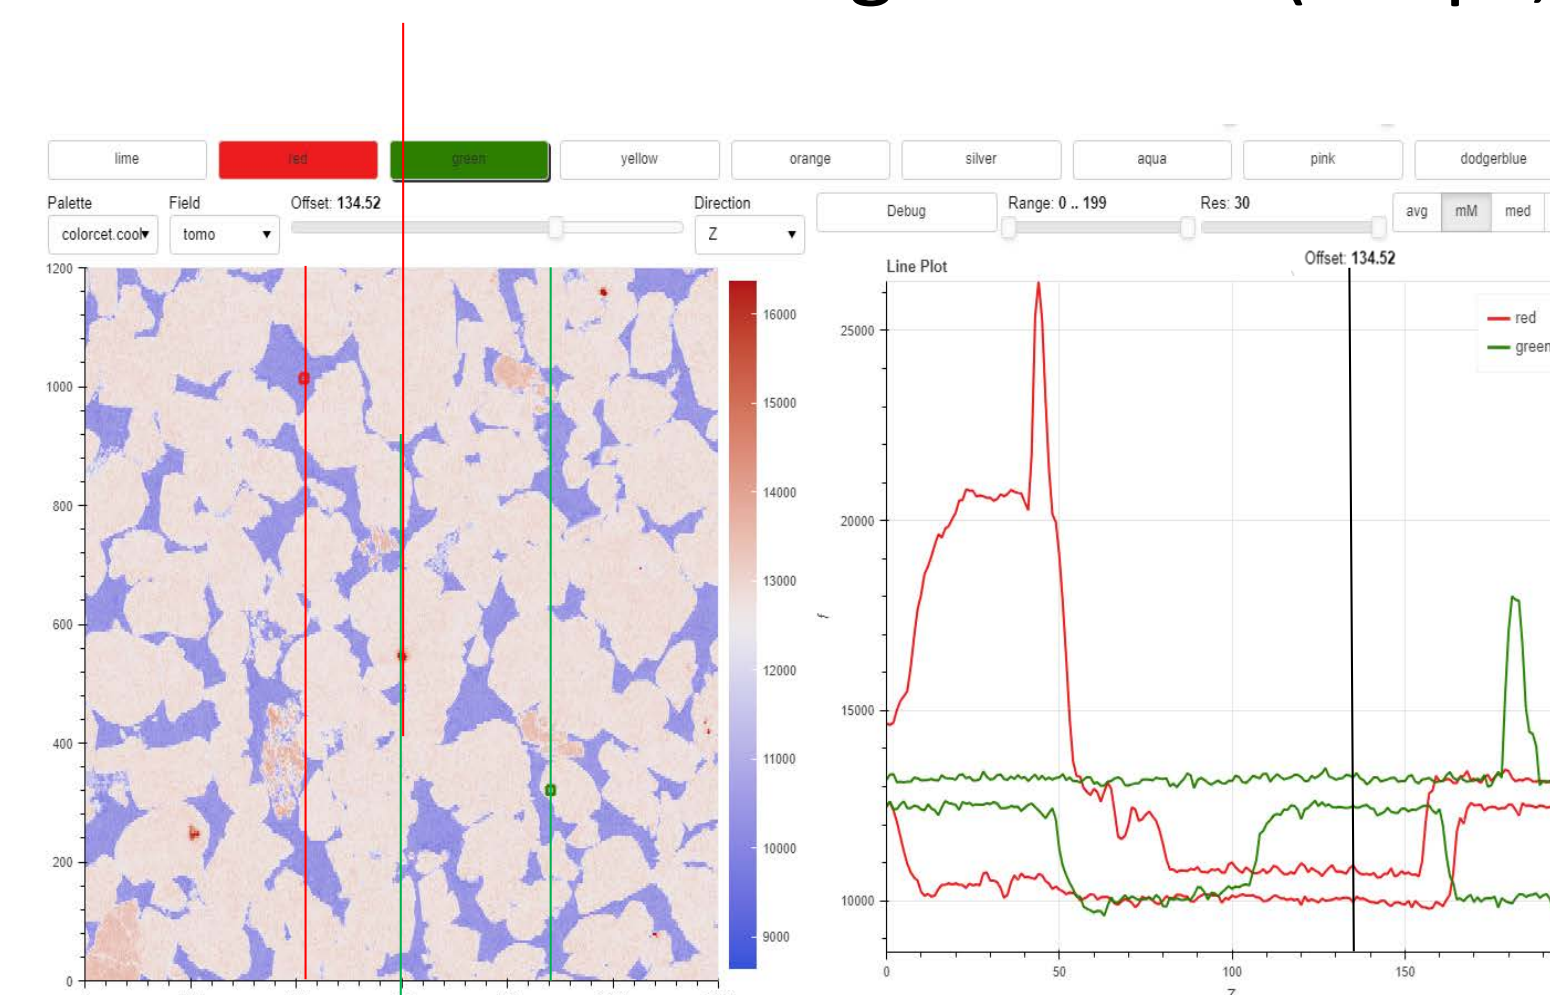 lime red green yellow orange silver aqua pink dodgerblue
Palette Field Offset: 134.52 Direction Debug Range: 0 .. 199 Res: 30 avg mM med
colorcet.cool tomo Z
Line Plot Offset: 134.52
1200
1000
800
600
400
200
0
16000
15000
14000
13000
12000
11000
10000
9000
25000
20000
15000
10000
f
red
green
0 50 100 150